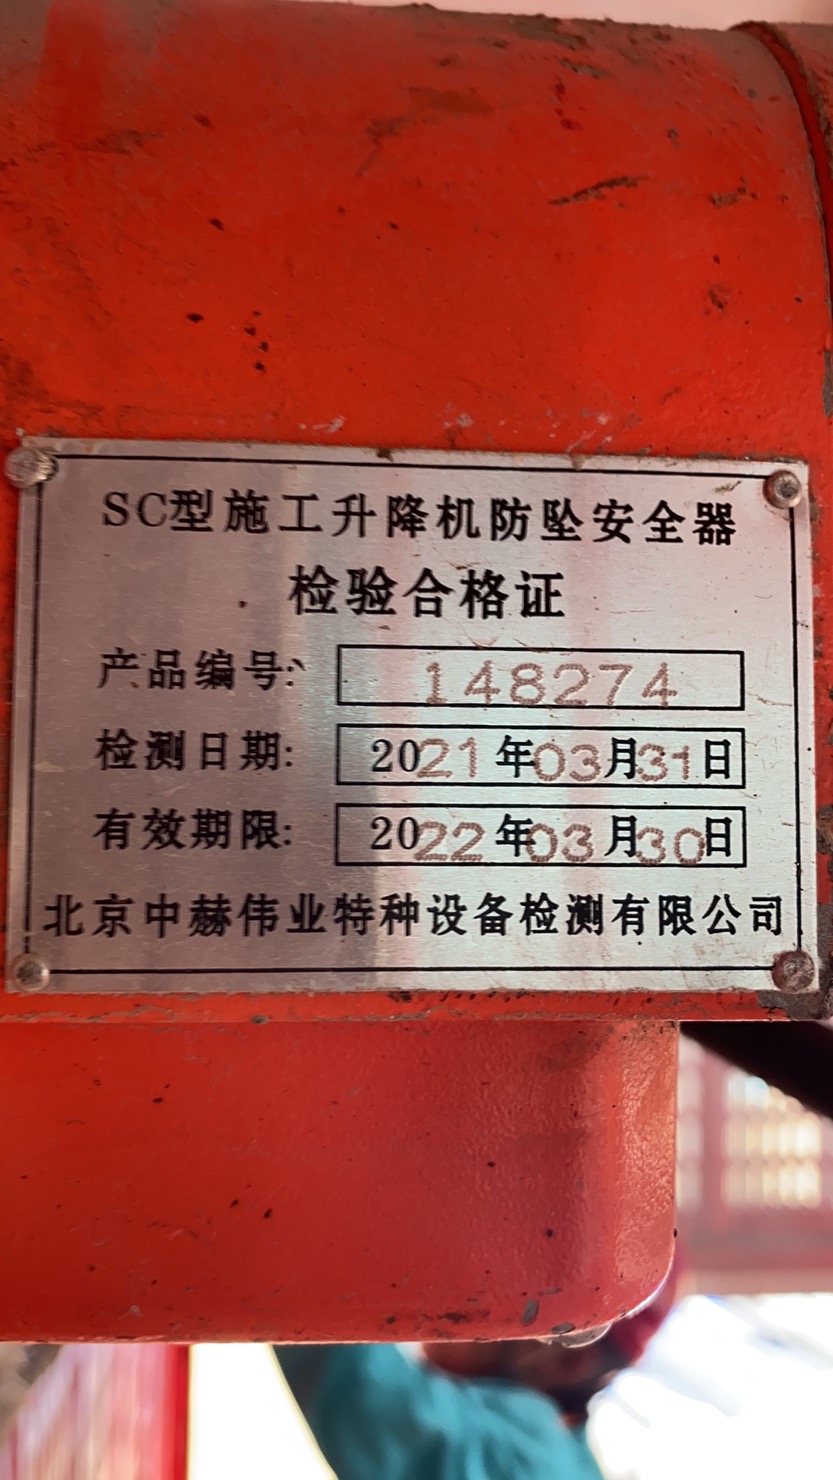 SC型施工升降机防坠安全器
检验合格证
产品编号: 148274
检测日期: 2021年03月31日
有效期限: 2022年03月30日
北京中赫伟业特种设备检测有限公司